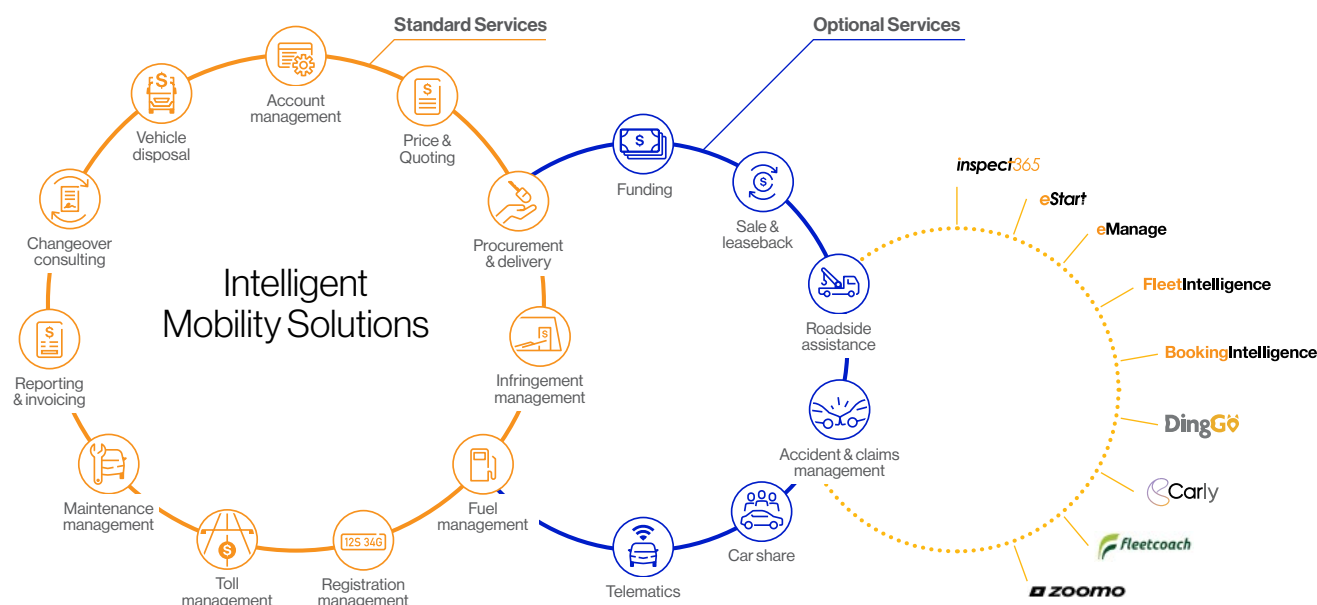 Standard Services
Optional Services
Account
management
Price &
Quoting
Vehicle
disposal
Changeover
consulting
Reporting
& invoicing
Maintenance
management
Toll
management
Registration
management
12S 34G
Fuel
management
Infringement
management
Procurement
& delivery
Intelligent
Mobility Solutions
Funding
Sale &
leaseback
Roadside
assistance
Accident & claims
management
Car share
Telematics
inspect365
eStart
eManage
FleetIntelligence
BookingIntelligence
DingGo
Carly
fleetcoach
zoomo